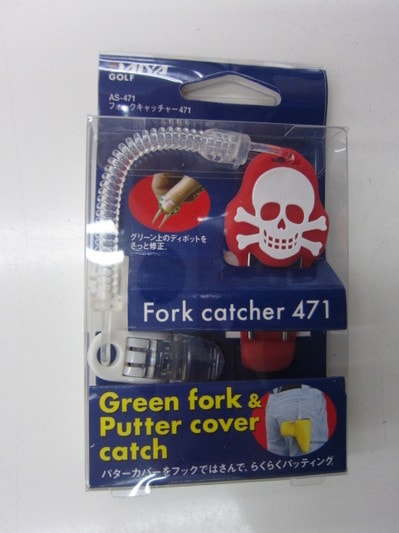 DAIYA
GOLF
AS-471
フォークキャッチャー471
グリーン上のディボットを
さっと修正.
Fork catcher 471
Green fork &
Putter cover
catch
パターカバーをフックではさんで、らくらくパッティング